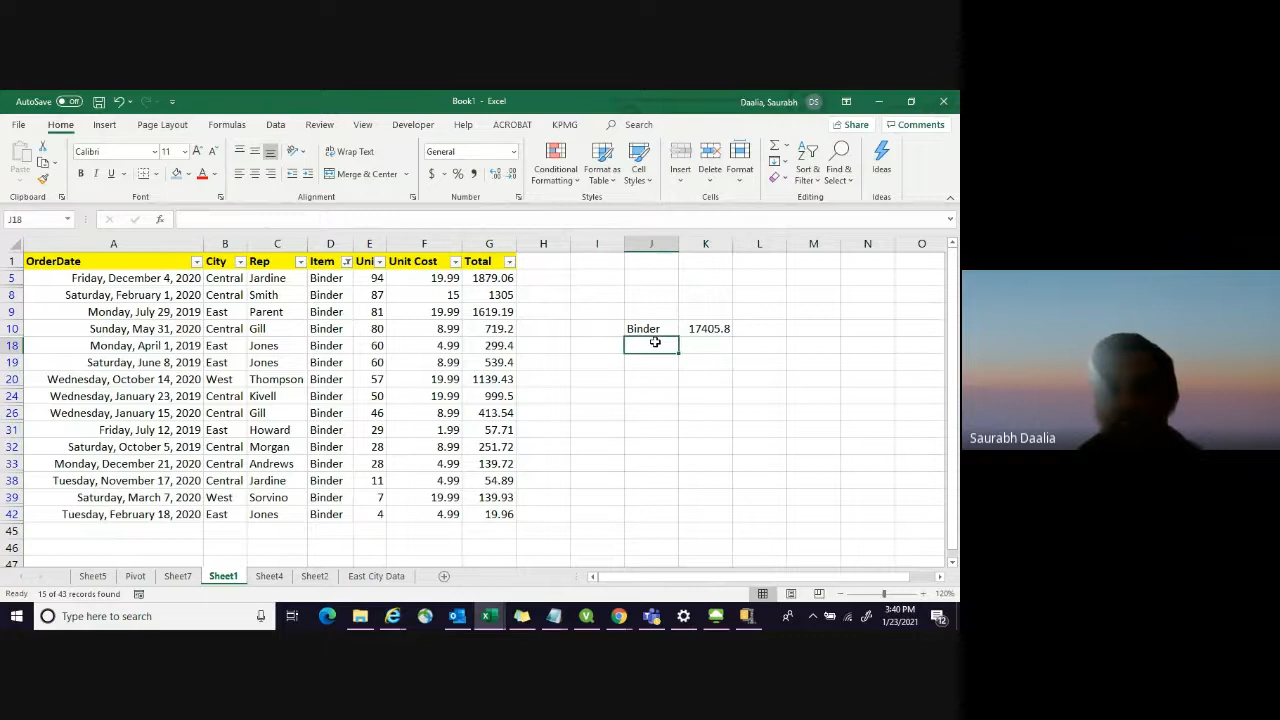 AutoSave Off
Book1 - Excel
Daalia, Saurabh DS
File Home Insert Page Layout Formulas Data Review View Developer Help ACROBAT KPMG Search Share Comments
Paste
Calibri 11
Wrap Text
General
Conditional Formatting
Format as Table
Cell Styles
Insert Delete Format
Sort & Filter
Find & Select
Ideas
B I U
Merge & Center
$ % ,
Clipboard Font Alignment Number Styles Cells Editing Ideas
J18
fx
A B C D E F G H I J K L M N O
1 OrderDate City Rep Item Uni Unit Cost Total
5 Friday, December 4, 2020 Central Jardine Binder 94 19.99 1879.06
8 Saturday, February 1, 2020 Central Smith Binder 87 15 1305
9 Monday, July 29, 2019 East Parent Binder 81 19.99 1619.19
10 Sunday, May 31, 2020 Central Gill Binder 80 8.99 719.2 Binder 17405.8
18 Monday, April 1, 2019 East Jones Binder 60 4.99 299.4
19 Saturday, June 8, 2019 East Jones Binder 60 8.99 539.4
20 Wednesday, October 14, 2020 West Thompson Binder 57 19.99 1139.43
24 Wednesday, January 23, 2019 Central Kivell Binder 50 19.99 999.5
26 Wednesday, January 15, 2020 Central Gill Binder 46 8.99 413.54
31 Friday, July 12, 2019 East Howard Binder 29 1.99 57.71
32 Saturday, October 5, 2019 Central Morgan Binder 28 8.99 251.72
33 Monday, December 21, 2020 Central Andrews Binder 28 4.99 139.72
38 Tuesday, November 17, 2020 Central Jardine Binder 11 4.99 54.89
39 Saturday, March 7, 2020 West Sorvino Binder 7 19.99 139.93
42 Tuesday, February 18, 2020 East Jones Binder 4 4.99 19.96
45
46
47
Sheet5 Pivot Sheet7 Sheet1 Sheet4 Sheet2 East City Data
Ready 15 of 43 records found 120%
Type here to search
3:40 PM
1/23/2021
12
Saurabh Daalia